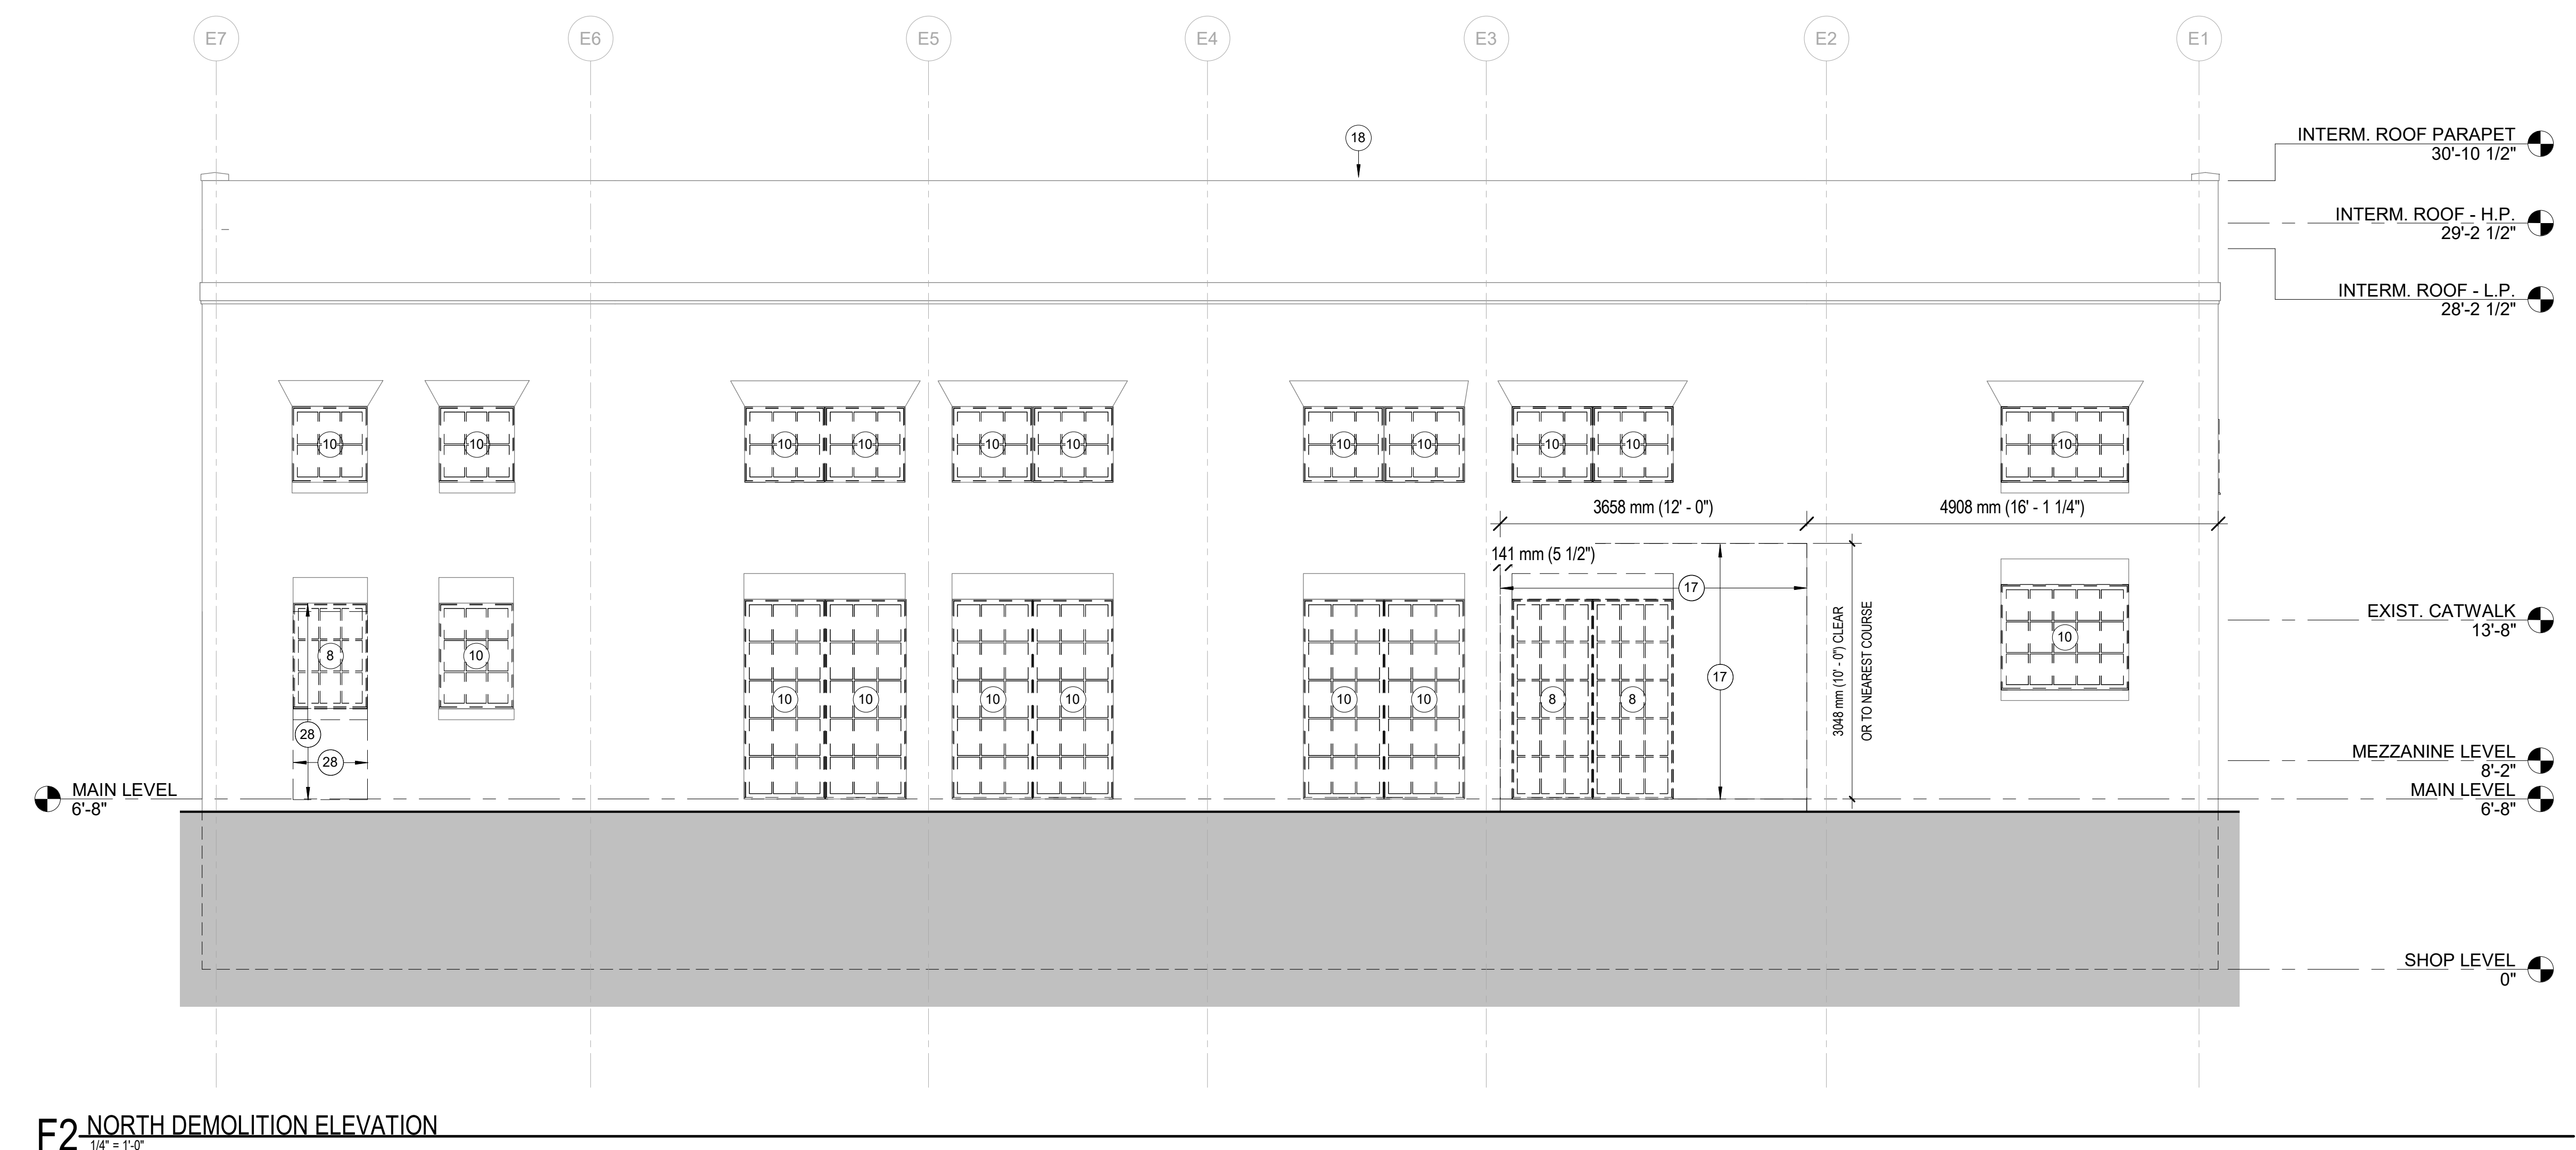 E7
E6
E5
E4
E3
E2
E1
18
INTERM. ROOF PARAPET
30'-10 1/2"
INTERM. ROOF - H.P.
29'-2 1/2"
INTERM. ROOF - L.P.
28'-2 1/2"
10
10
10
10
10
10
10
10
10
10
10
3658 mm (12' - 0")
4908 mm (16' - 1 1/4")
141 mm (5 1/2")
17
17
3048 mm (10' - 0") CLEAR
OR TO NEAREST COURSE
EXIST. CATWALK
13'-8"
8
10
10
10
10
10
10
10
10
8
8
28
28
MEZZANINE LEVEL
8'-2"
MAIN LEVEL
6'-8"
MAIN LEVEL
6'-8"
SHOP LEVEL
0"
F2
NORTH DEMOLITION ELEVATION
1/4" = 1'-0"